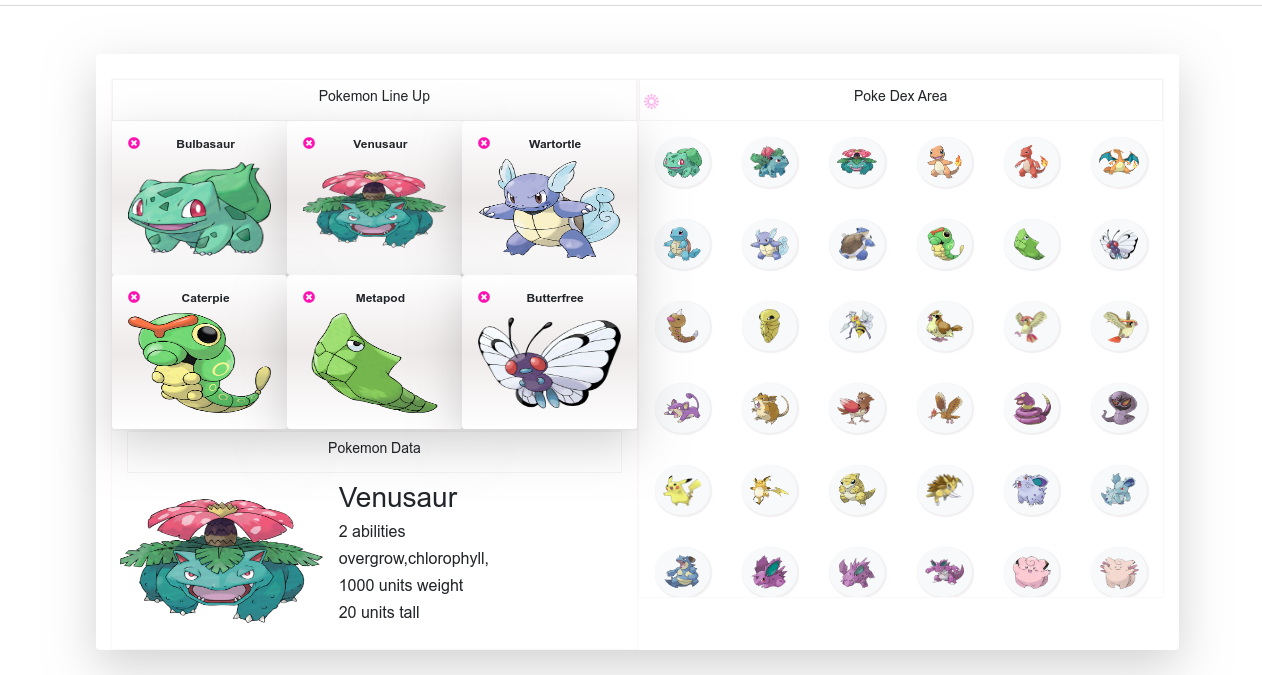 Pokemon Line Up
Poke Dex Area
Bulbasaur
Venusaur
Wartortle
Caterpie
Metapod
Butterfree
Pokemon Data
Venusaur
2 abilities
overgrow,chlorophyll,
1000 units weight
20 units tall